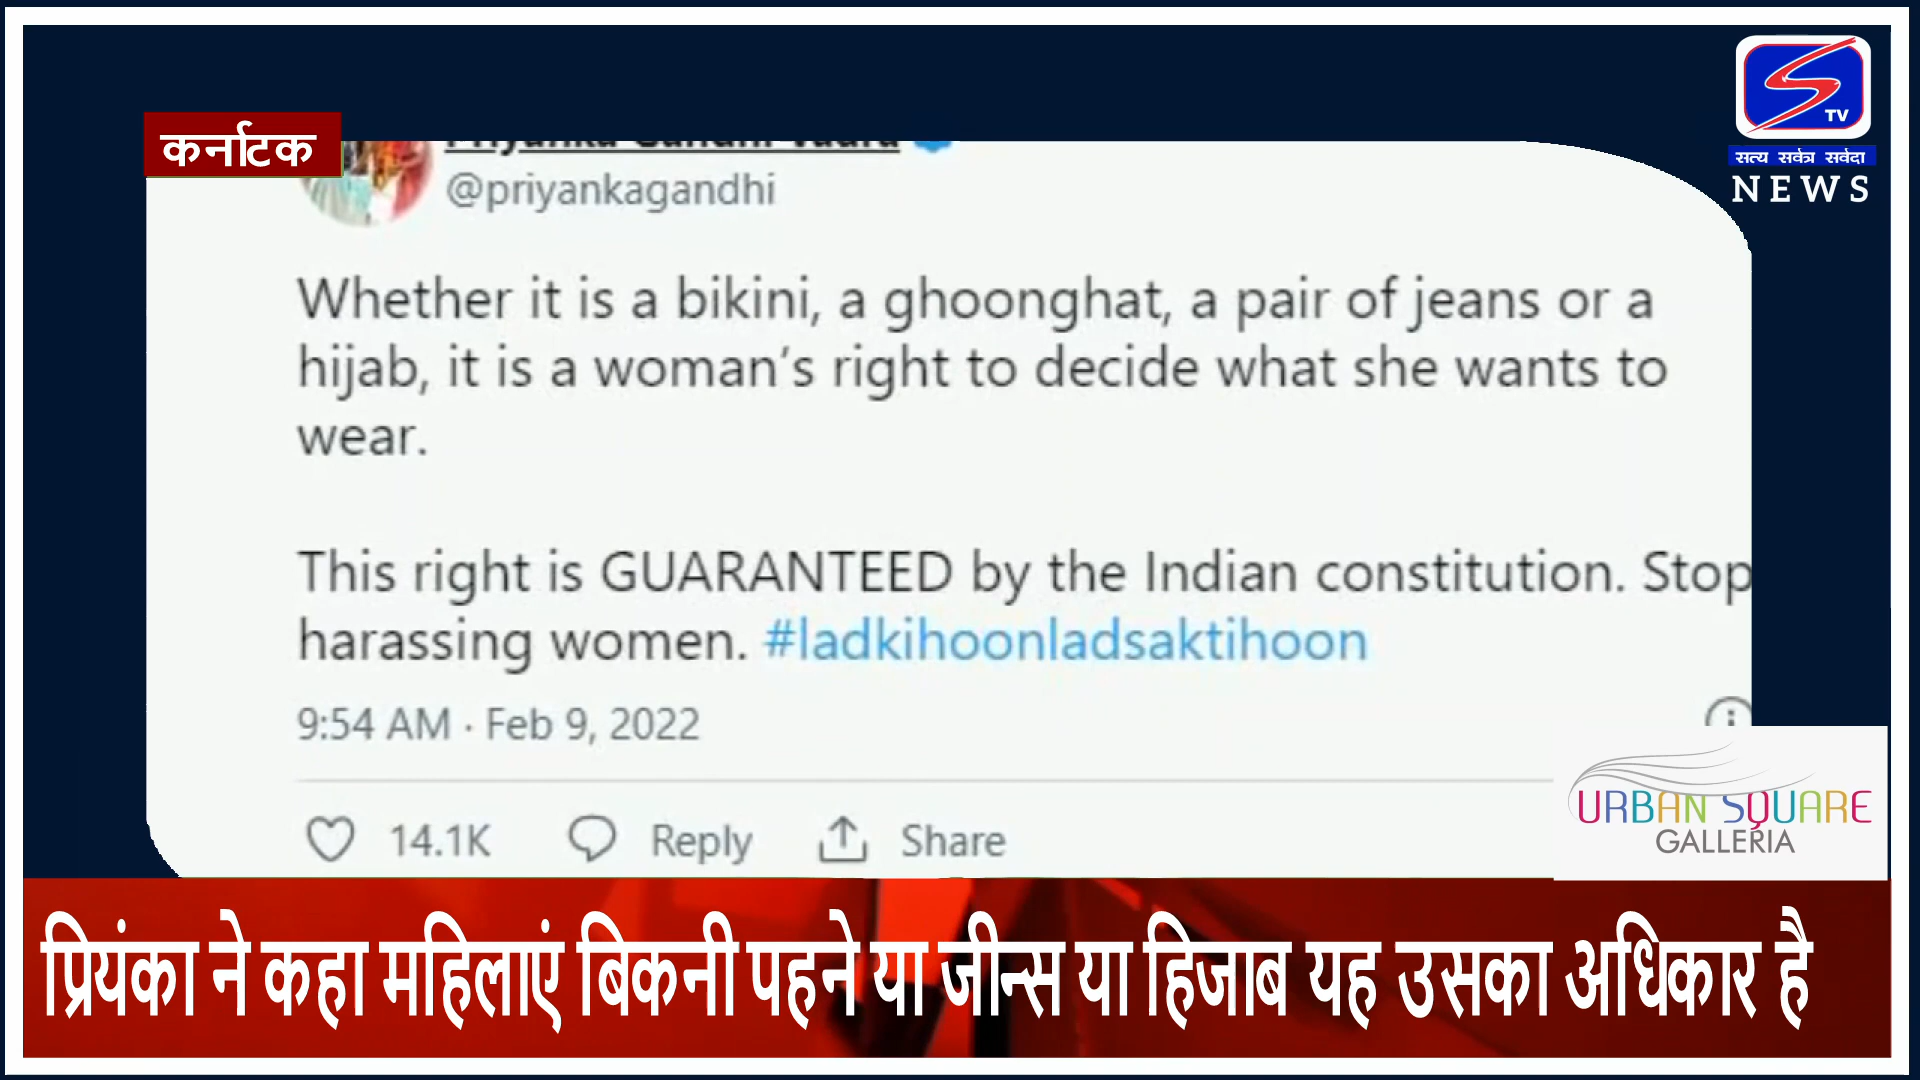 कर्नाटक
Priyanka Gandhi Vadra
@priyankagandhi
Whether it is a bikini, a ghoonghat, a pair of jeans or a
hijab, it is a woman's right to decide what she wants to
wear.
This right is GUARANTEED by the Indian constitution. Stop
harassing women. #ladkihoonladsaktihoon
9:54 AM · Feb 9, 2022
14.1K Reply Share
S TV
सत्य सर्वत्र सर्वदा
NEWS
URBAN SQUARE
GALLERIA
प्रियंका ने कहा महिलाएं बिकनी पहने या जीन्स या हिजाब यह उसका अधिकार है